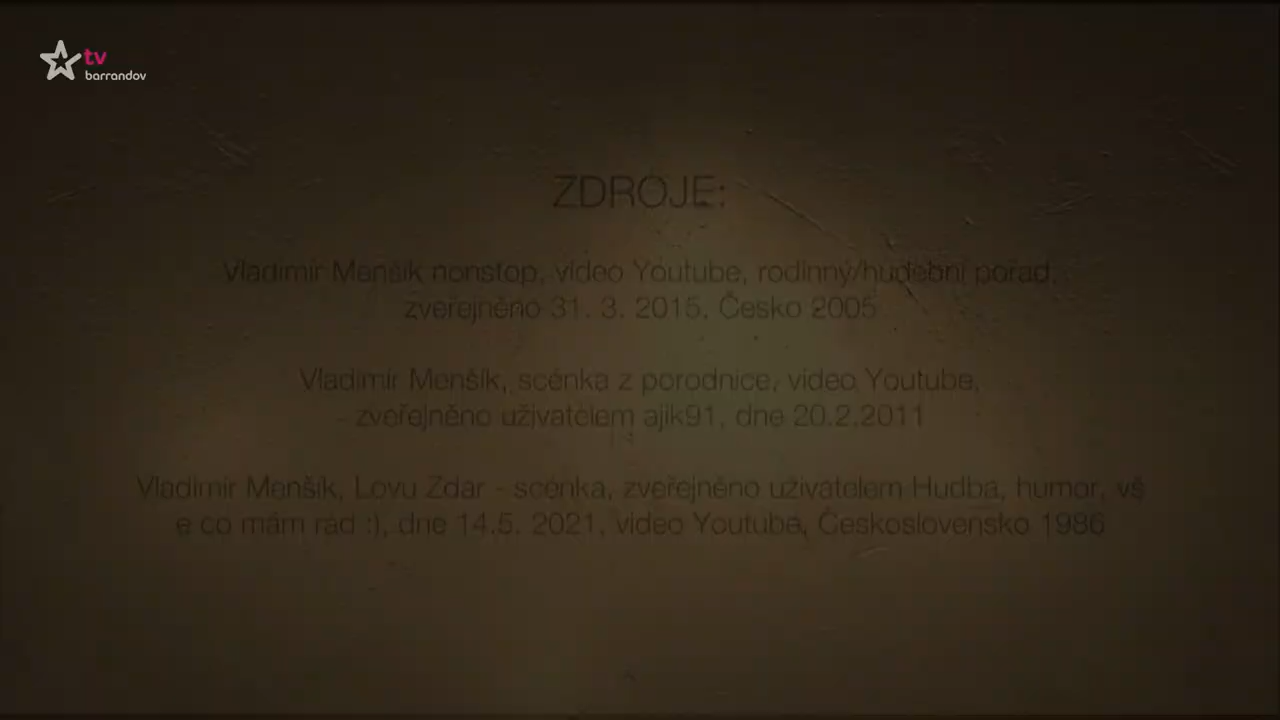 tv
barrandov
ZDROJE:
Vladimír Menšík nonstop, video Youtube, rodinný/hudební pořad,
zveřejněno 31. 3. 2015, Česko 2005
Vladimír Menšík, scénka z porodnice, video Youtube,
- zveřejněno uživatelem ajik91, dne 20.2.2011
Vladimír Menšík, Lovu Zdar - scénka, zveřejněno uživatelem Hudba, humor, vš
e co mám rád :), dne 14.5. 2021, video Youtube, Československo 1986